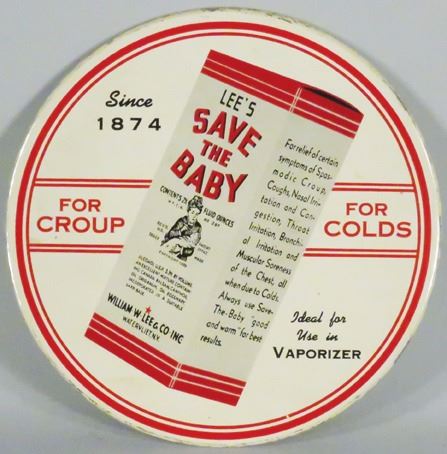 Since
1874
FOR
CROUP
FOR
COLDS
Ideal for
Use in
VAPORIZER
LEE'S
SAVE
THE
BABY
CONTENTS 2½ FLUID OUNCES
For relief of certain
symptoms of Spas-
modic Croup,
Coughs, Nasal Irri-
tation and Con-
gestion, Throat
Irritation, Bronchi-
al Irritation and
Muscular Soreness
of the Chest, all
when due to Colds.
Always use Save-
The-Baby "good
and warm" for best
results.
WILLIAM W. LEE & CO INC
WATERVLIET, N.Y.